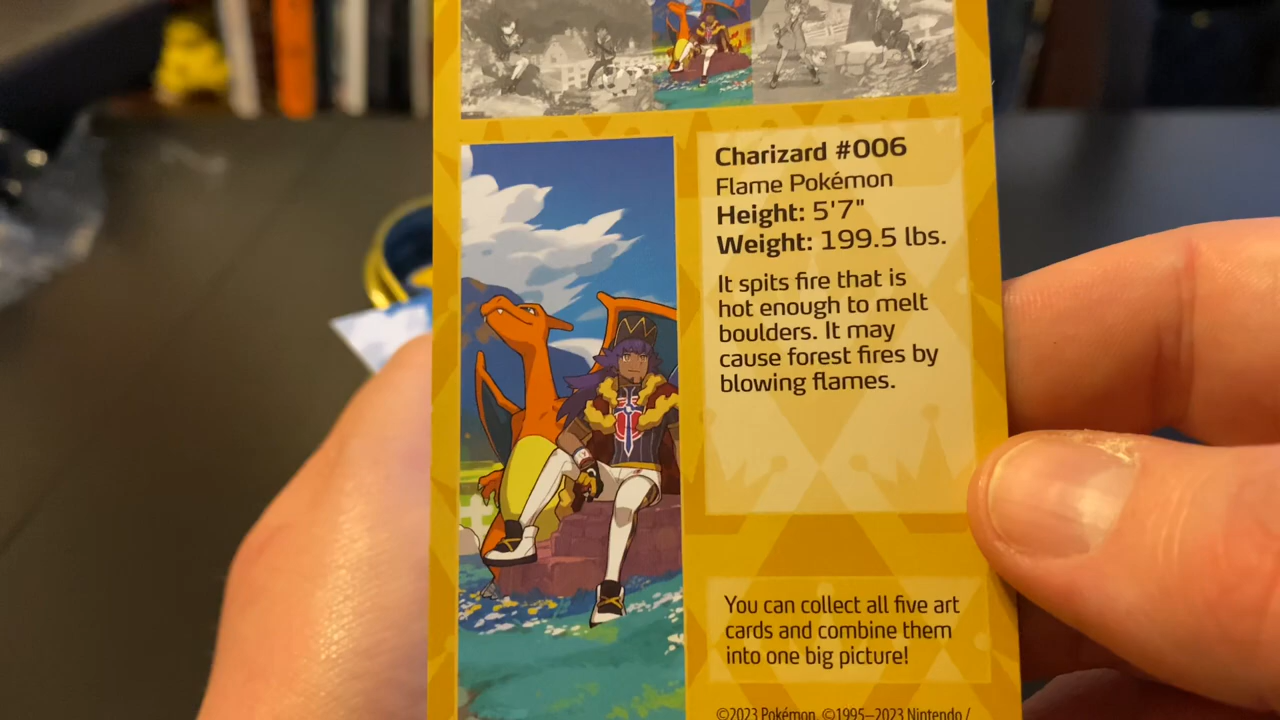 Charizard #006
Flame Pokémon
Height: 5'7"
Weight: 199.5 lbs.
It spits fire that is
hot enough to melt
boulders. It may
cause forest fires by
blowing flames.
You can collect all five art
cards and combine them
into one big picture!
©2023 Pokémon. ©1995–2023 Nintendo /